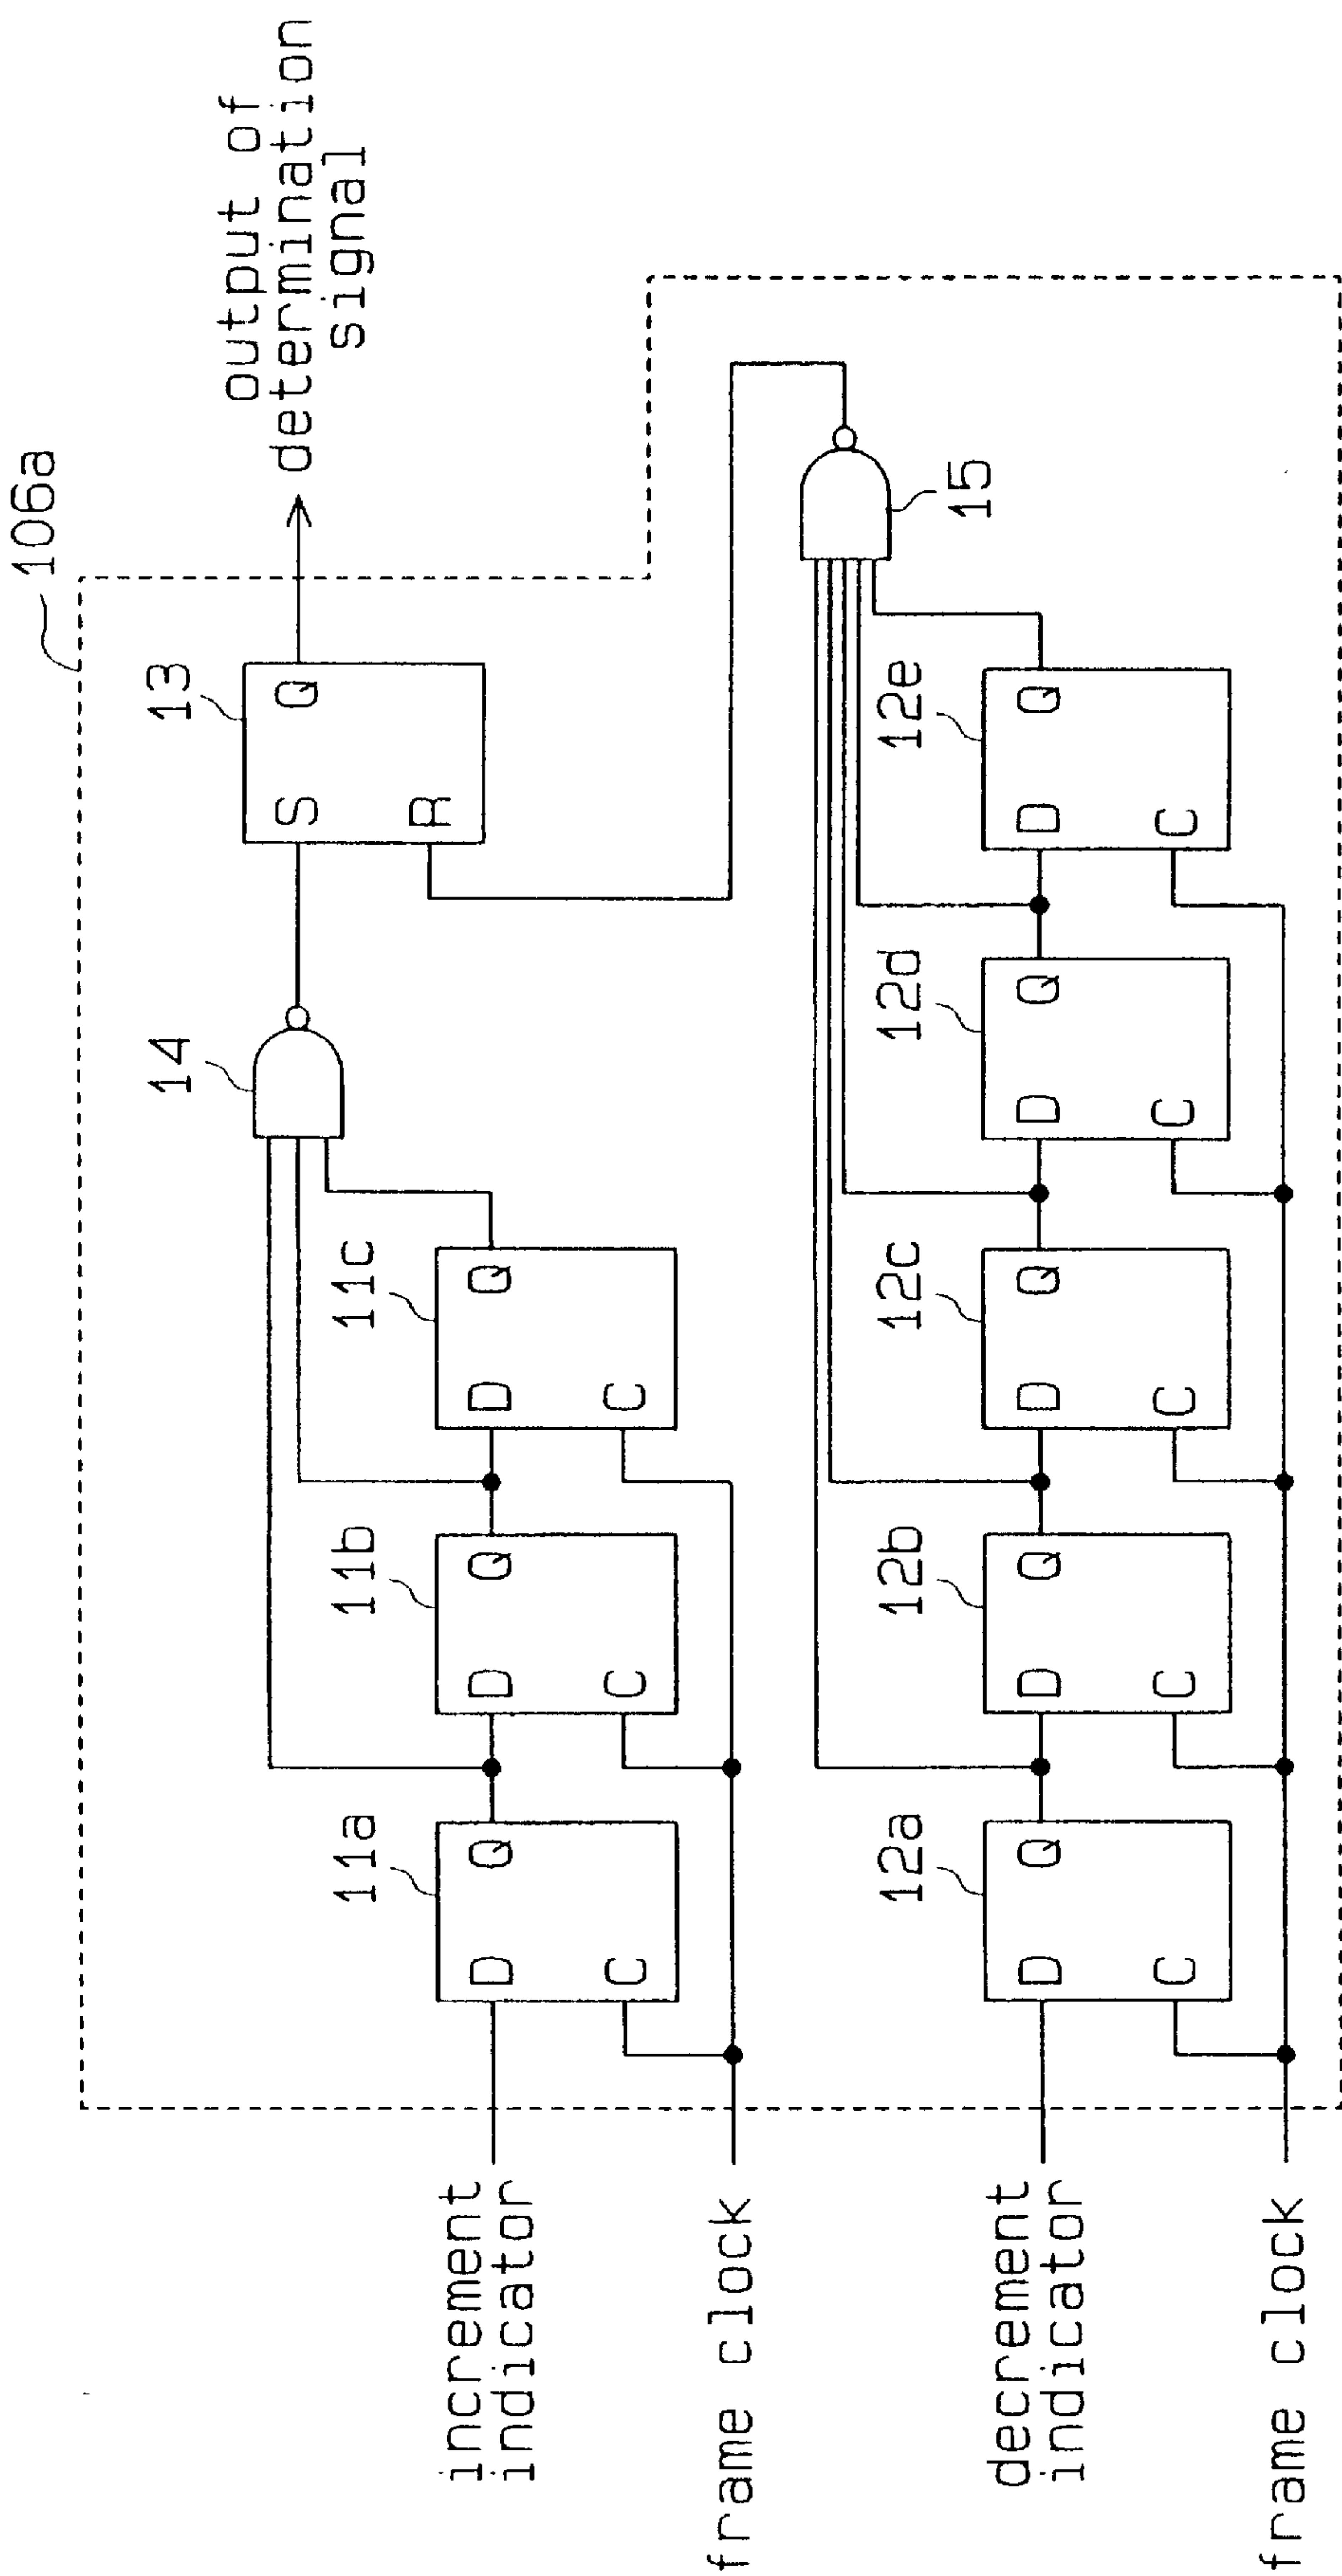 106a
output of
determination
signal
13
S
Q
R
14
11a
D
Q
C
11b
D
Q
C
11c
D
Q
C
increment
indicator
frame clock
15
12a
D
Q
C
12b
D
Q
C
12c
D
Q
C
12d
D
Q
C
12e
D
Q
C
decrement
indicator
frame clock